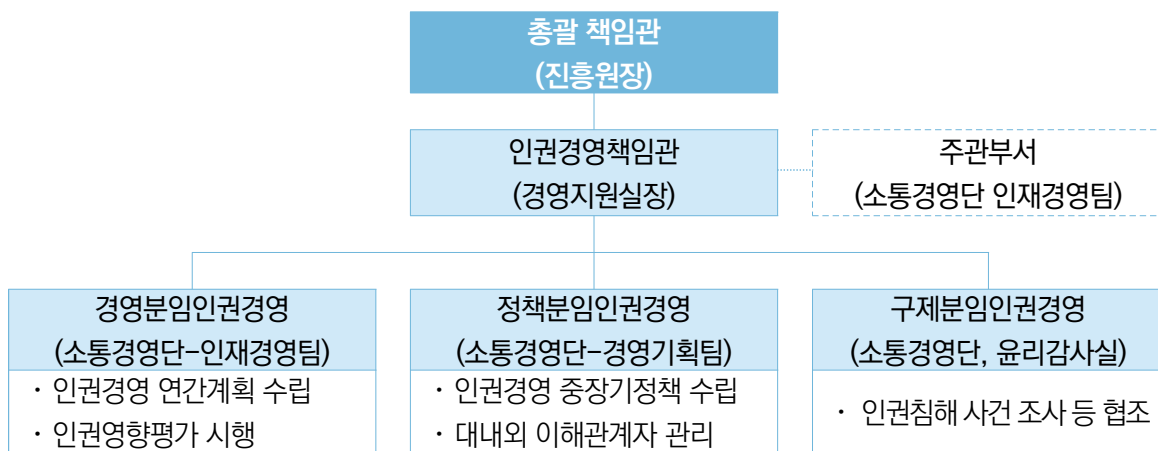 총괄 책임관
(진흥원장)
인권경영책임관
(경영지원실장)
주관부서
(소통경영단 인재경영팀)
경영분임인권경영
(소통경영단-인재경영팀)
· 인권경영 연간계획 수립
· 인권영향평가 시행
정책분임인권경영
(소통경영단-경영기획팀)
· 인권경영 중장기정책 수립
· 대내외 이해관계자 관리
구제분임인권경영
(소통경영단, 윤리감사실)
· 인권침해 사건 조사 등 협조